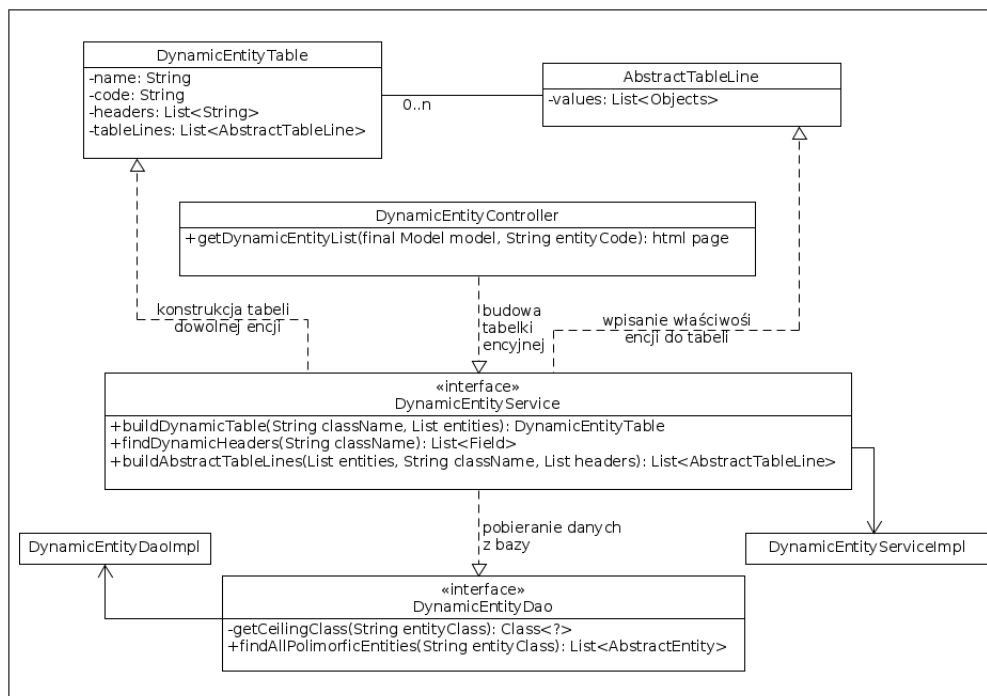 DynamicEntityTable
-name: String
-code: String
-headers: List<String>
-tableLines: List<AbstractTableLine>
0..n
AbstractTableLine
-values: List<Objects>
DynamicEntityController
+getDynamicEntityList(final Model model, String entityCode): html page
konstrukcja tabeli
dowolnej encji
budowa
tabelki
encyjnej
wpisanie właściwośi
encji do tabeli
«interface»
DynamicEntityService
+buildDynamicTable(String className, List entities): DynamicEntityTable
+findDynamicHeaders(String className): List<Field>
+buildAbstractTableLines(List entities, String className, List headers): List<AbstractTableLine>
pobieranie danych
z bazy
DynamicEntityDaoImpl
DynamicEntityServiceImpl
«interface»
DynamicEntityDao
-getCeilingClass(String entityClass): Class<?>
+findAllPolimorficEntities(String entityClass): List<AbstractEntity>